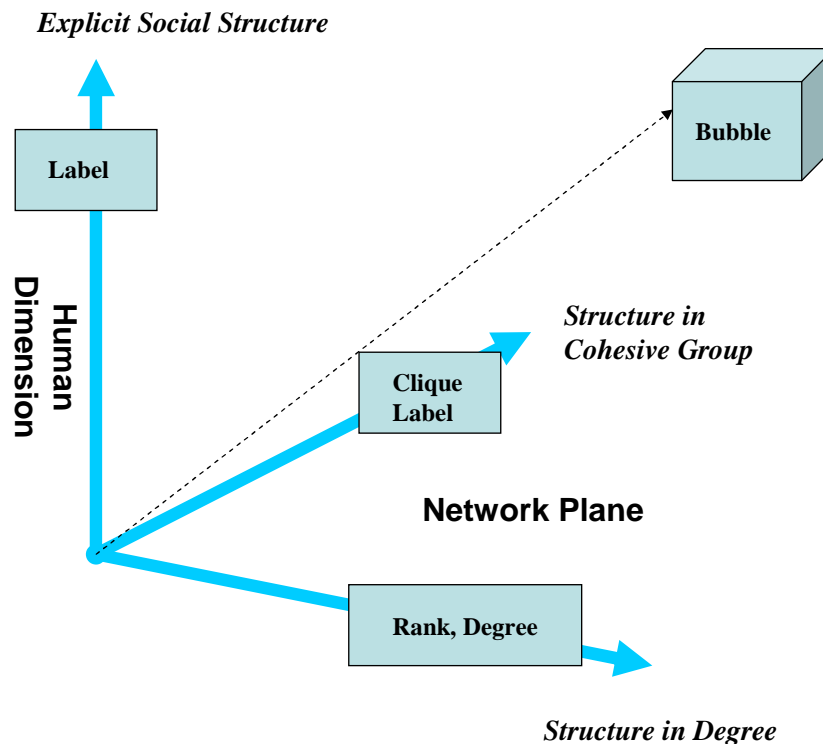 Explicit Social Structure
Label
Bubble
Human
Dimension
Structure in
Cohesive Group
Clique
Label
Network Plane
Rank, Degree
Structure in Degree